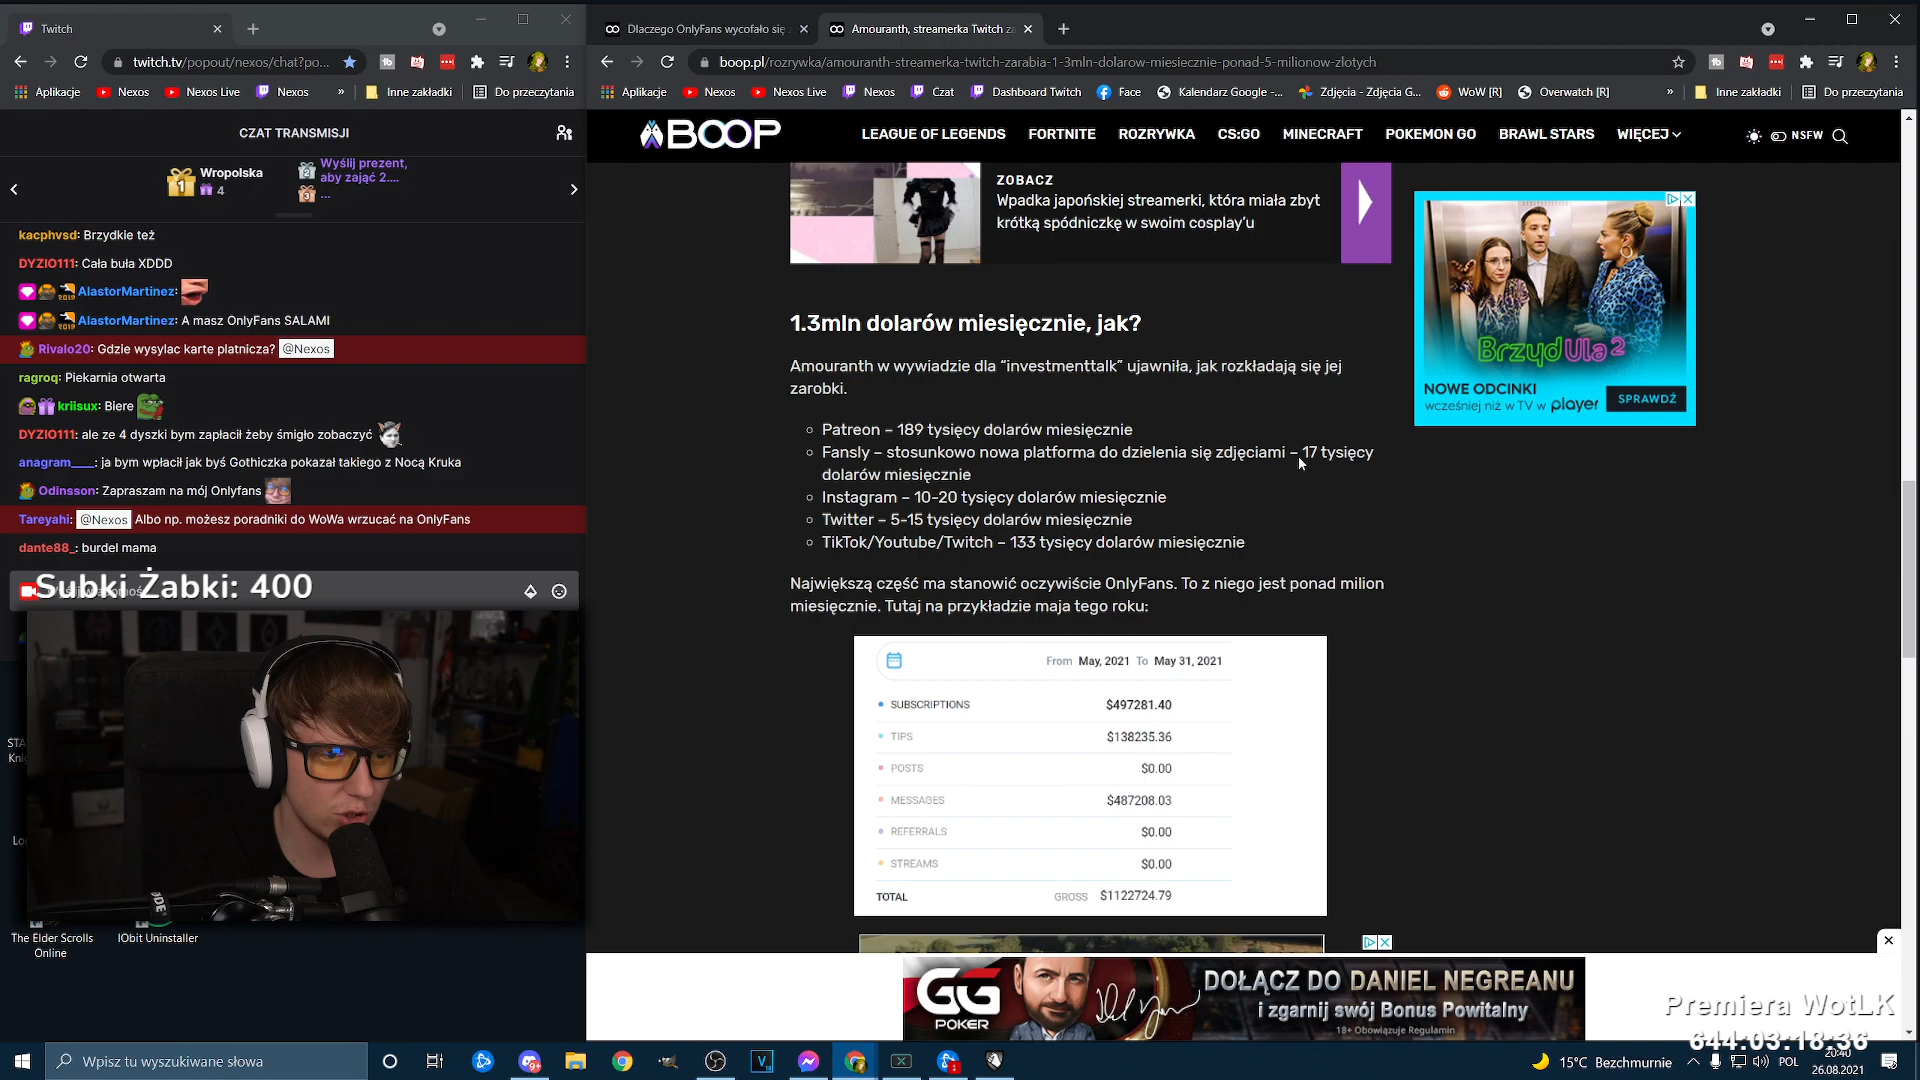 Twitch
twitch.tv/popout/nexos/chat?po...
Aplikacje
Nexos
Nexos Live
Nexos
»
Inne zakładki
Do przeczytania
CZAT TRANSMISJI
1
Wropolska
4
2
Wyślij prezent,
aby zająć 2....
3
...
kacphvsd: Brzydkie też
DYZIO111: Cała buła XDDD
2019 AlastorMartinez:
2019 AlastorMartinez: A masz OnlyFans SALAMI
Rivalo20: Gdzie wysylac karte platnicza? @Nexos
ragroq: Piekarnia otwarta
kriisux: Biere
DYZIO111: ale ze 4 dyszki bym zapłacił żeby śmigło zobaczyć
anagram____: ja bym wpłacił jak byś Gothiczka pokazał takiego z Nocą Kruka
Odinsson: Zapraszam na mój Onlyfans
Tareyahi: @Nexos Albo np. możesz poradniki do WoWa wrzucać na OnlyFans
dante88_: burdel mama
Subki Żabki: 400
The Elder Scrolls
Online
IObit Uninstaller
Dlaczego OnlyFans wycofało się z
Amouranth, streamerka Twitch za
boop.pl/rozrywka/amouranth-streamerka-twitch-zarabia-1-3mln-dolarow-miesiecznie-ponad-5-milionow-zlotych
Aplikacje
Nexos
Nexos Live
Nexos
Czat
Dashboard Twitch
Face
Kalendarz Google -...
Zdjęcia - Zdjęcia G...
WoW [R]
Overwatch [R]
»
Inne zakładki
Do przeczytania
BOOP
LEAGUE OF LEGENDS
FORTNITE
ROZRYWKA
CS:GO
MINECRAFT
POKEMON GO
BRAWL STARS
WIĘCEJ
NSFW
ZOBACZ
Wpadka japońskiej streamerki, która miała zbyt
krótką spódniczkę w swoim cosplay'u
1.3mln dolarów miesięcznie, jak?
Amouranth w wywiadzie dla “investmenttalk” ujawniła, jak rozkładają się jej
zarobki.
Patreon – 189 tysięcy dolarów miesięcznie
Fansly – stosunkowo nowa platforma do dzielenia się zdjęciami – 17 tysięcy
dolarów miesięcznie
Instagram – 10-20 tysięcy dolarów miesięcznie
Twitter – 5-15 tysięcy dolarów miesięcznie
TikTok/Youtube/Twitch – 133 tysięcy dolarów miesięcznie
Największą część ma stanowić oczywiście OnlyFans. To z niego jest ponad milion
miesięcznie. Tutaj na przykładzie maja tego roku:
From May, 2021 To May 31, 2021
SUBSCRIPTIONS $497281.40
TIPS $138235.36
POSTS $0.00
MESSAGES $487208.03
REFERRALS $0.00
STREAMS $0.00
TOTAL GROSS $1122724.79
BrzydUla 2
NOWE ODCINKI
wcześniej niż w TV w player
SPRAWDŹ
GG
POKER
DOŁĄCZ DO DANIEL NEGREANU
i zgarnij swój Bonus Powitalny
18+ Obowiązuje Regulamin
Premiera WotLK
644:03:18:36
Wpisz tu wyszukiwane słowa
15°C Bezchmurnie
POL
20:40
26.08.2021